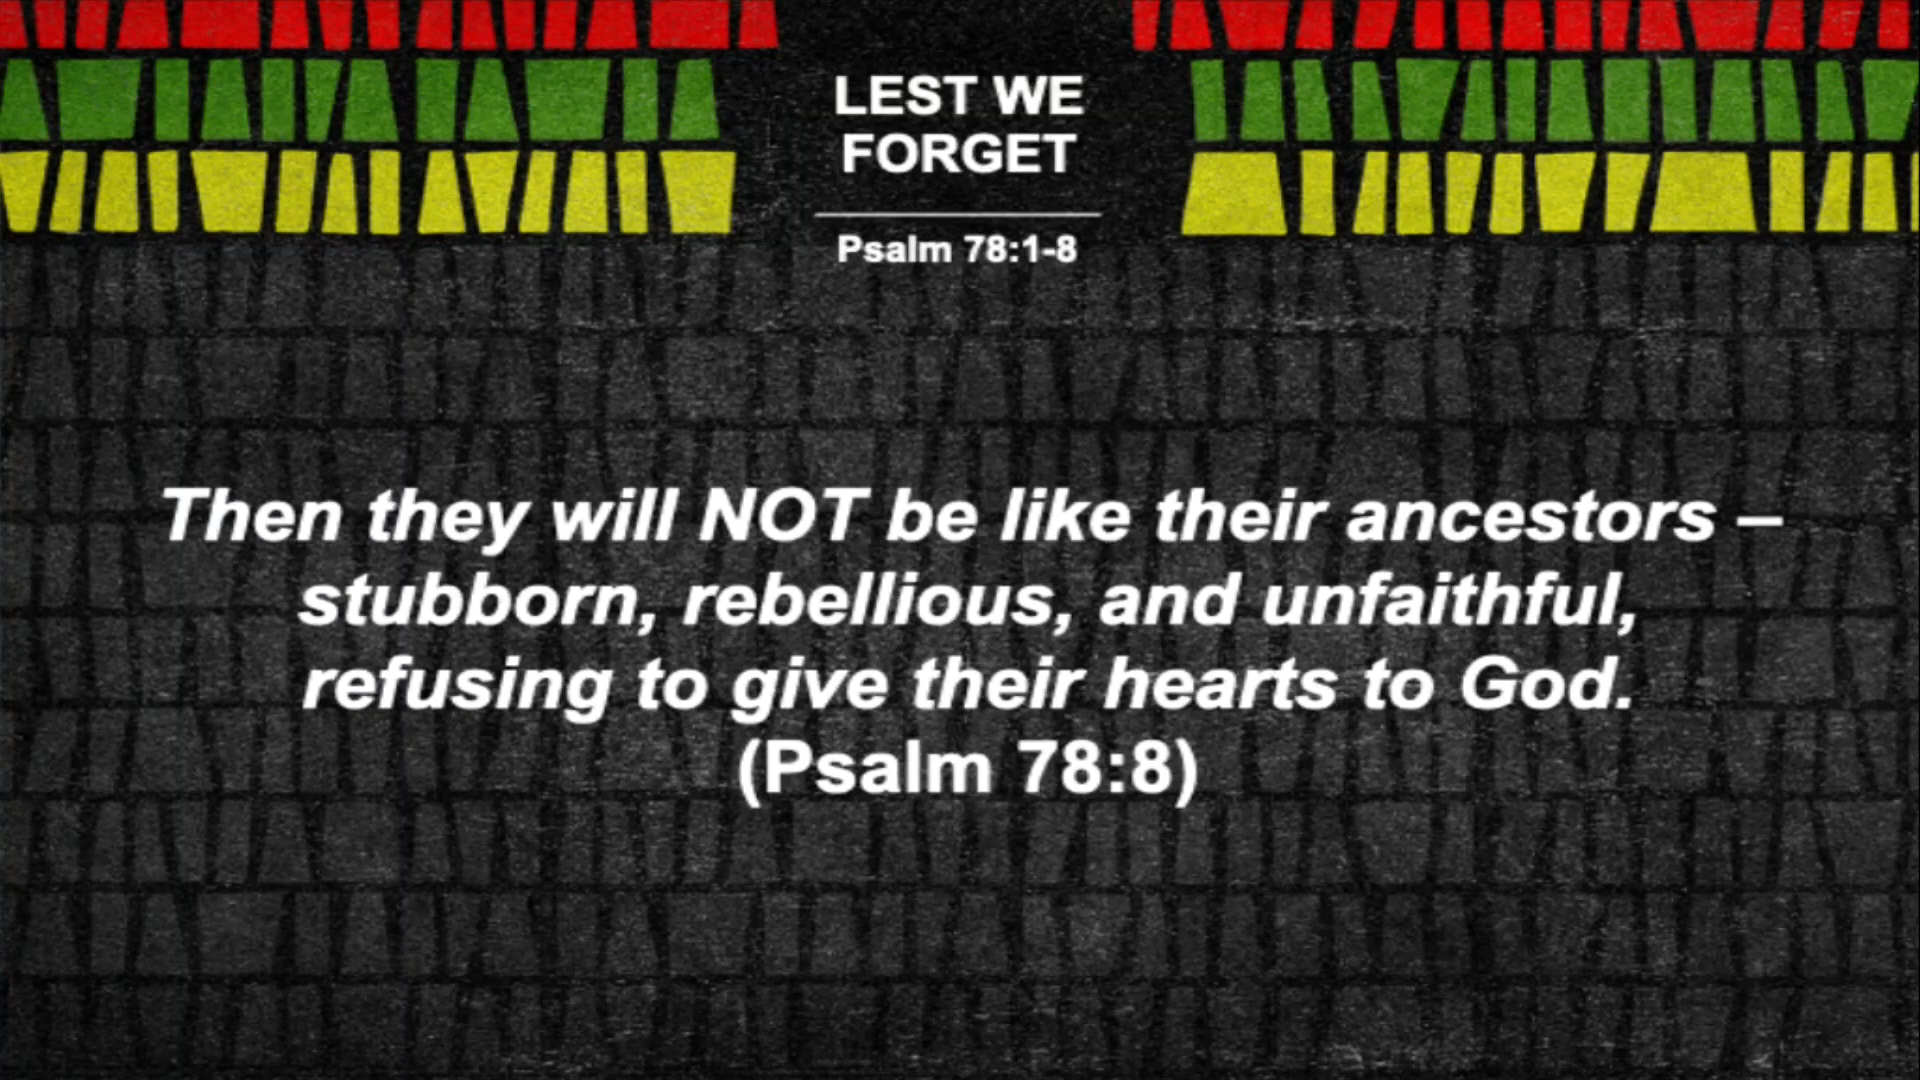 LEST WE
FORGET
Psalm 78:1-8
Then they will NOT be like their ancestors –
stubborn, rebellious, and unfaithful,
refusing to give their hearts to God.
(Psalm 78:8)